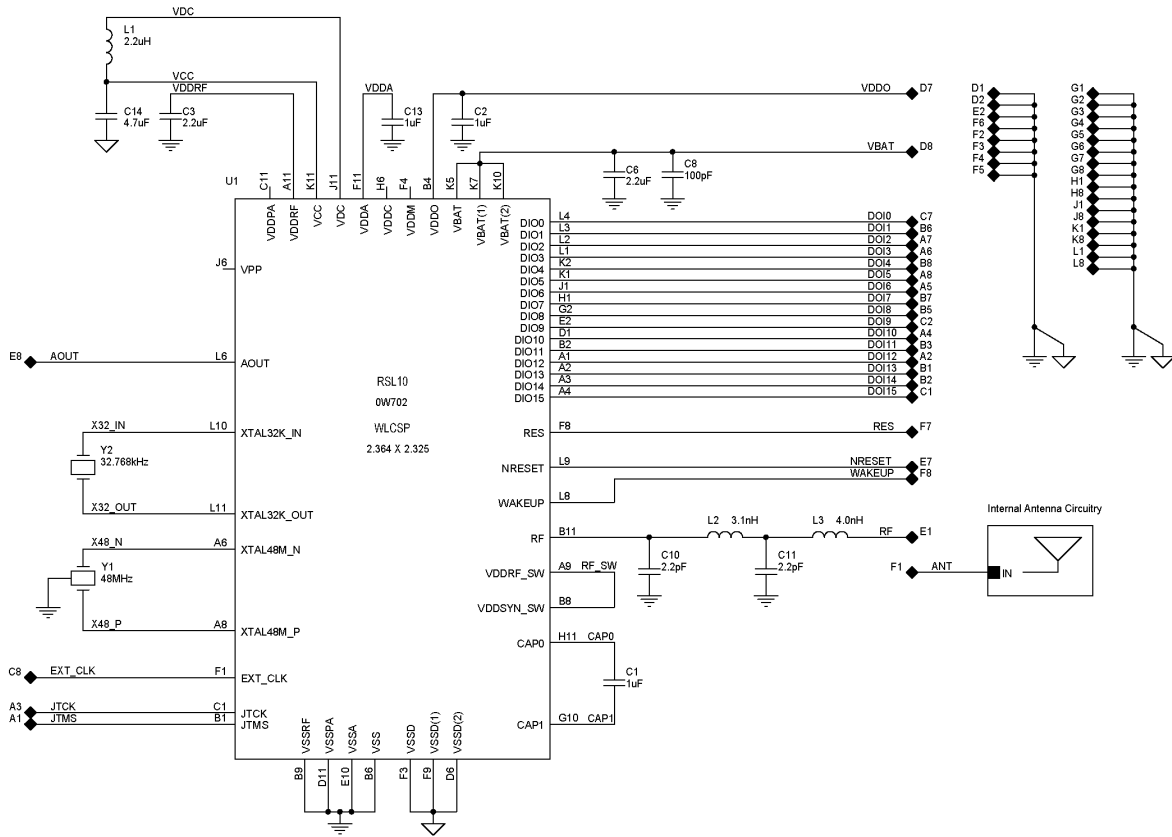 VDC
L1
2.2uH
VCC
VDDRF
C14
4.7uF
C3
2.2uF
VDDA
C13
1uF
C2
1uF
VDDO D7
VBAT D8
C6
2.2uF
C8
100pF
D1
D2
E2
F6
F2
F3
F4
F5
G1
G2
G3
G4
G5
G6
G7
G8
H1
H8
J1
J8
K1
K8
L1
L8
U1
C11 A11 K11 J11 F11 H6 F4 B4 K5 K7 K10
VDDPA VDDRF VCC VDC VDDA VDDC VDDM VDDO VBAT VBAT(1) VBAT(2)
DIO0 L4 DOI0 C7
DIO1 L3 DOI1 B6
DIO2 L2 DOI2 A7
DIO3 L1 DOI3 A6
DIO4 K2 DOI4 B8
DIO5 K1 DOI5 A8
DIO6 J1 DOI6 A5
DIO7 H1 DOI7 B7
DIO8 G2 DOI8 B5
DIO9 E2 DOI9 C2
DIO10 D1 DOI10 A4
DIO11 B2 DOI11 B3
DIO12 A1 DOI12 A2
DIO13 A2 DOI13 B1
DIO14 A3 DOI14 B2
DIO15 A4 DOI15 C1
J6 VPP
E8 AOUT L6 AOUT
RSL10
0W702
WLCSP
2.364 X 2.325
X32_IN L10 XTAL32K_IN
Y2
32.768kHz
X32_OUT L11 XTAL32K_OUT
X48_N A6 XTAL48M_N
Y1
48MHz
X48_P A8 XTAL48M_P
C8 EXT_CLK F1 EXT_CLK
A3 JTCK C1 JTCK
A1 JTMS B1 JTMS
RES F8 RES F7
NRESET L9 NRESET E7
WAKEUP F8
WAKEUP L8
RF B11
L2 3.1nH
L3 4.0nH
RF E1
C10
2.2pF
C11
2.2pF
VDDRF_SW A9 RF_SW
VDDSYN_SW B8
CAP0 H11 CAP0
C1
1uF
CAP1 G10 CAP1
Internal Antenna Circuitry
F1 ANT IN
VSSRF VSSPA VSSA VSS VSSD VSSD(1) VSSD(2)
B9 D11 E10 B6 F3 F9 D6